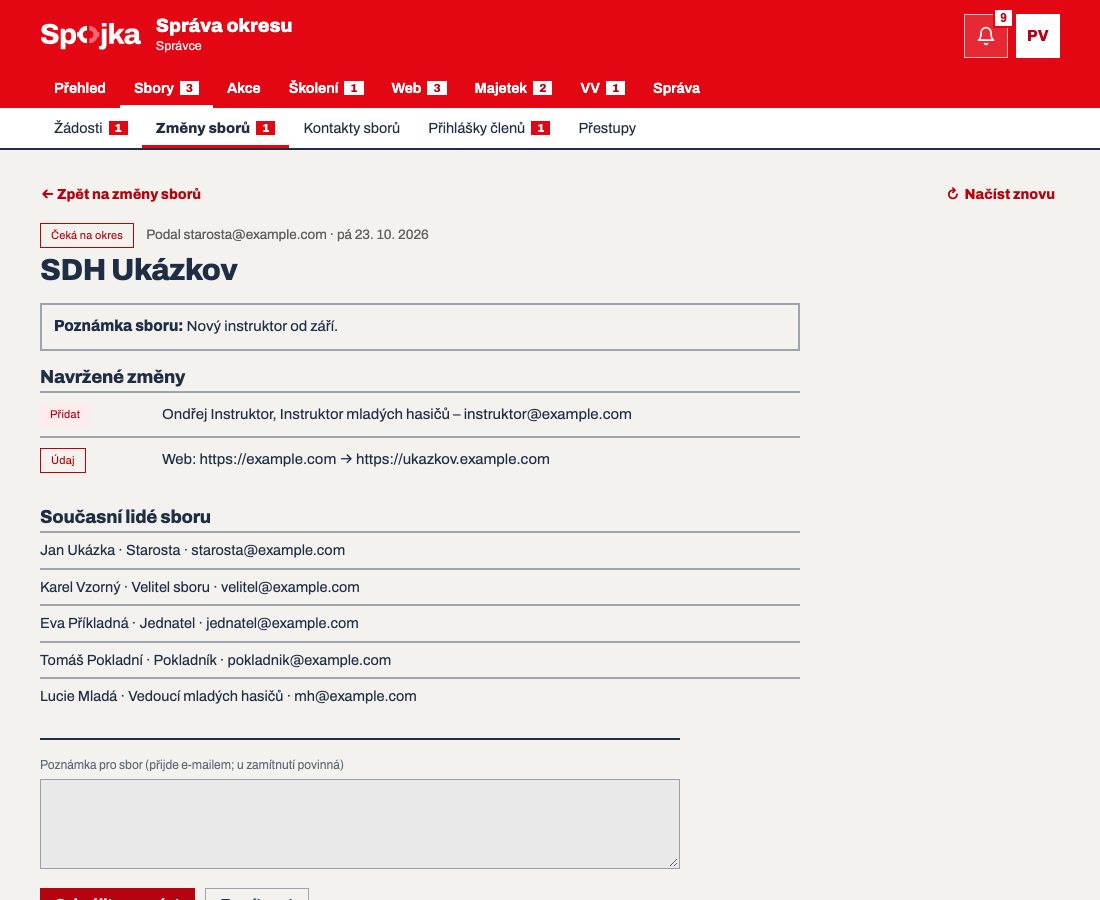 Spojka
Správa okresu
Správce
9
PV
Přehled
Sbory 3
Akce
Školení 1
Web 3
Majetek 2
VV 1
Správa
Žádosti 1
Změny sborů 1
Kontakty sborů
Přihlášky členů 1
Přestupy
← Zpět na změny sborů
↻ Načíst znovu
Čeká na okres
Podal starosta@example.com · pá 23. 10. 2026
SDH Ukázkov
Poznámka sboru: Nový instruktor od září.
Navržené změny
Přidat
Ondřej Instruktor, Instruktor mladých hasičů – instruktor@example.com
Údaj
Web: https://example.com → https://ukazkov.example.com
Současní lidé sboru
Jan Ukázka · Starosta · starosta@example.com
Karel Vzorný · Velitel sboru · velitel@example.com
Eva Příkladná · Jednatel · jednatel@example.com
Tomáš Pokladní · Pokladník · pokladnik@example.com
Lucie Mladá · Vedoucí mladých hasičů · mh@example.com
Poznámka pro sbor (přijde e-mailem; u zamítnutí povinná)